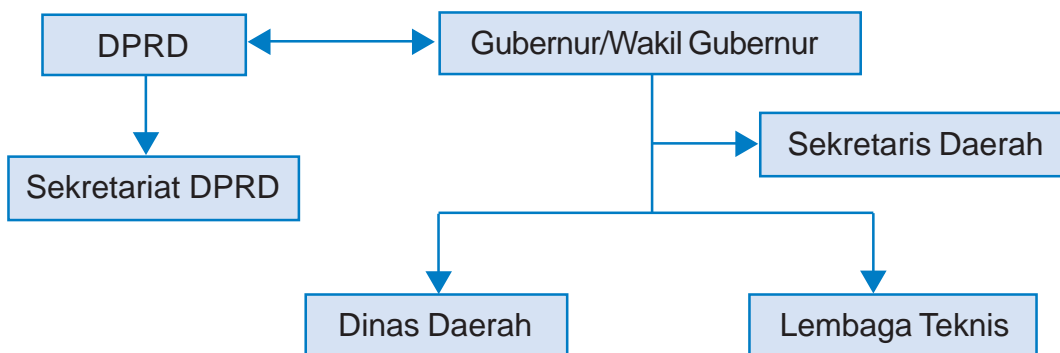 DPRD
Gubernur/Wakil Gubernur
Sekretaris Daerah
Sekretariat DPRD
Dinas Daerah
Lembaga Teknis